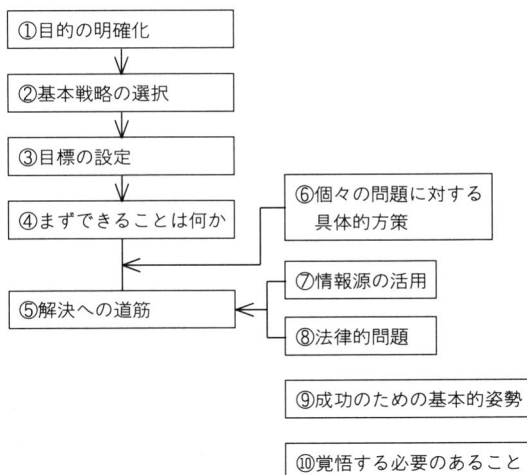 ①目的の明確化
②基本戦略の選択
③目標の設定
④まずできることは何か
⑤解決への道筋
⑥個々の問題に対する
具体的方策
⑦情報源の活用
⑧法律的問題
⑨成功のための基本的姿勢
⑩覚悟する必要のあること